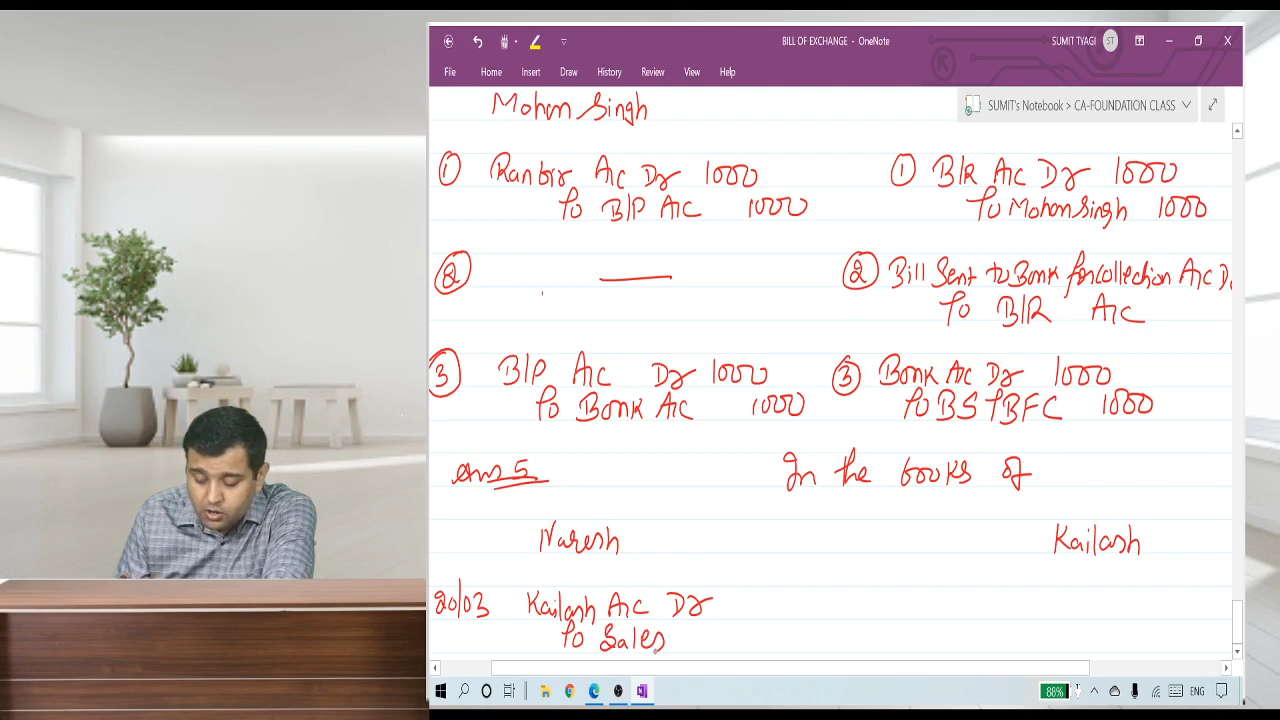 BILL OF EXCHANGE - OneNote
SUMIT TYAGI ST
File Home Insert Draw History Review View Help
SUMIT's Notebook > CA-FOUNDATION CLASS
Mohan Singh
① Ranbir A/c Dr 1000
To B/P A/C 1000
① B/R A/C Dr 1000
To Mohan Singh 1000
②
② Bill Sent to Bank for collection A/C D
To B/R A/C
③ B/P A/C Dr 1000
To Bank A/C 1000
③ Bank A/C Dr 1000
To BSTBFC 1000
Ans 5
In the books of
Naresh
Kailash
20/03 Kailash A/C Dr
To Sales
88% ENG